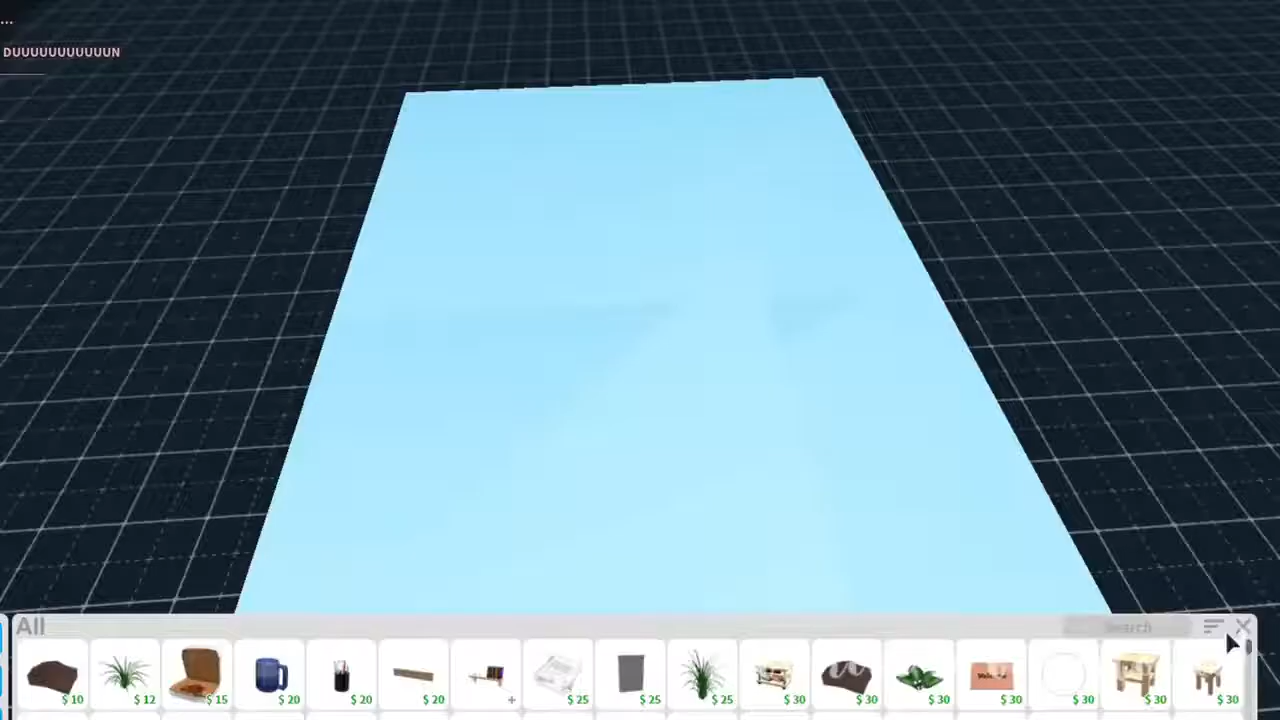 ...
DUUUUUUUUUUUN
All
Search
$ 10 $ 12 $ 15 $ 20 $ 20 $ 20 + $ 25 $ 25 $ 25 $ 30 $ 30 $ 30 $ 30 $ 30 $ 30 $ 30